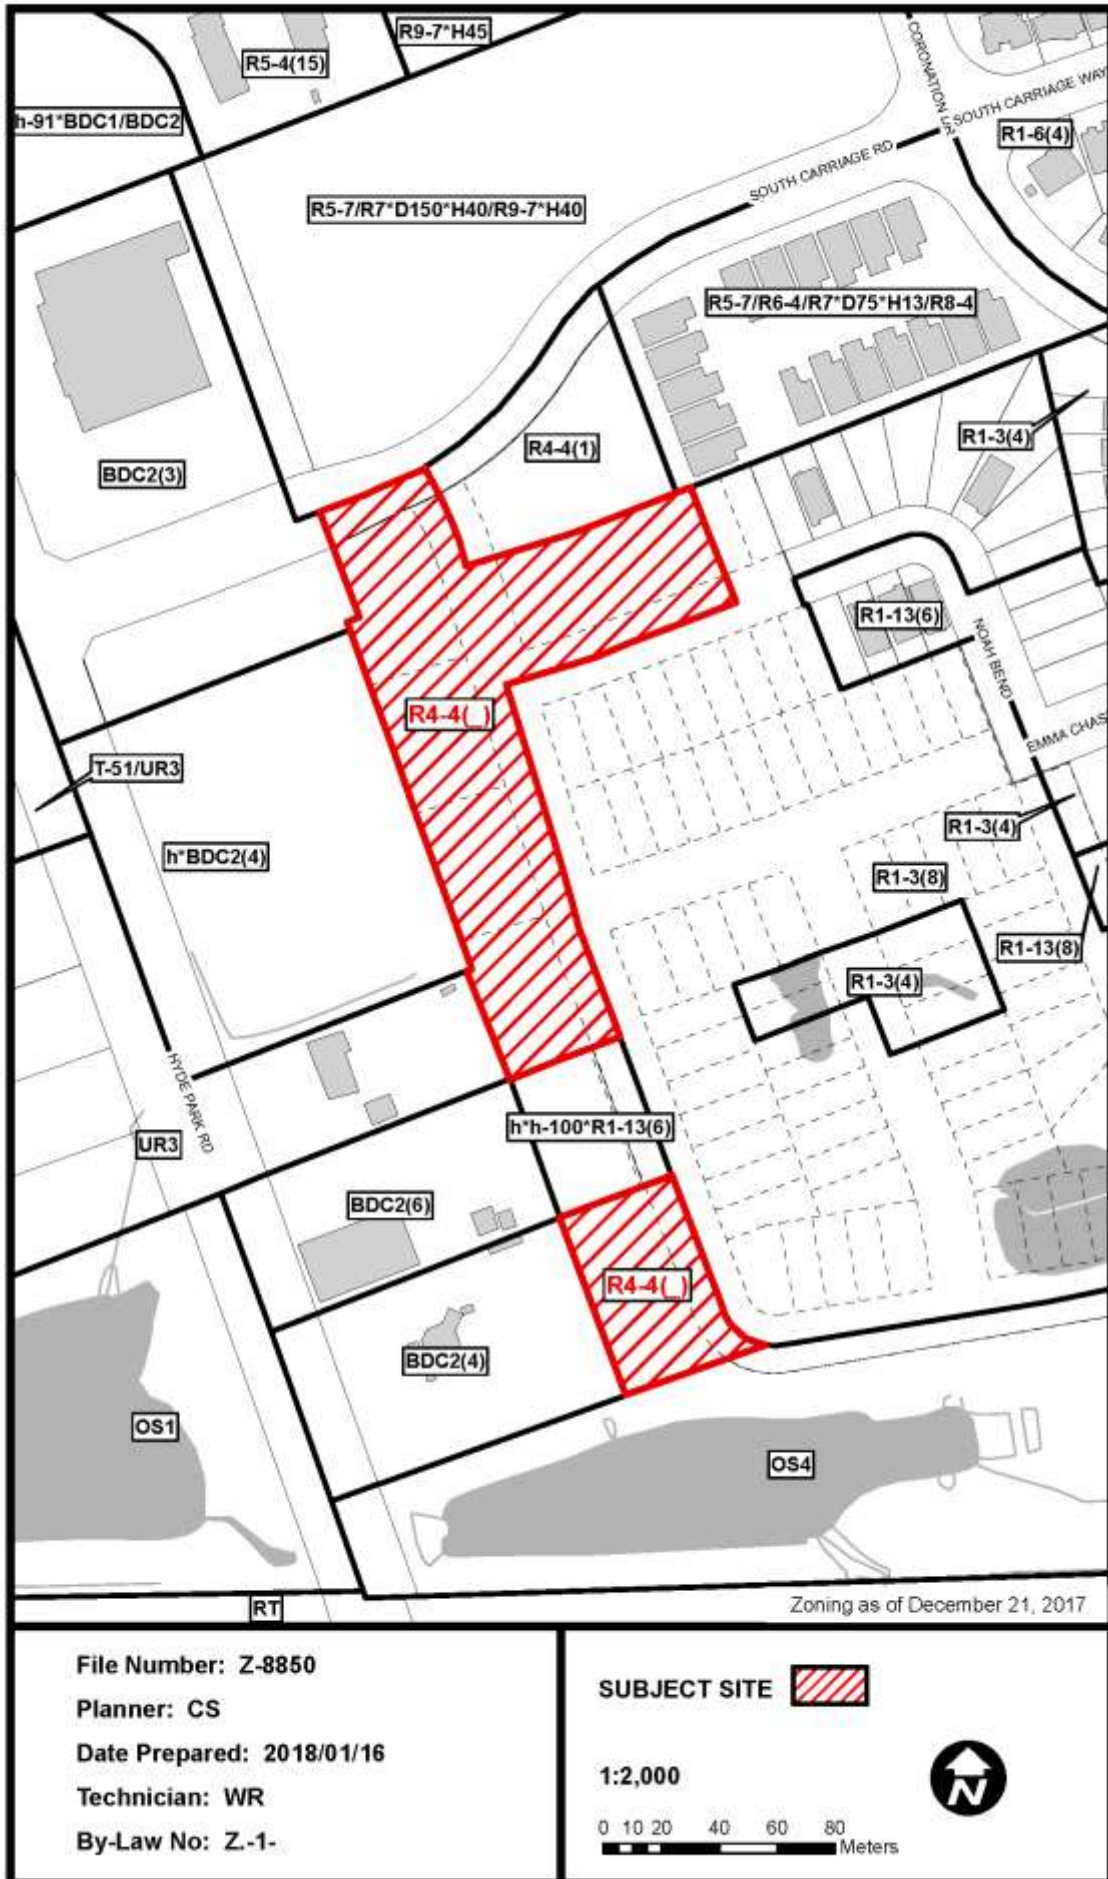 R9-7*H45
R5-4(15)
h-91*BDC1/BDC2
CORONATION DR
SOUTH CARRIAGE WAY
R1-6(4)
SOUTH CARRIAGE RD
R5-7/R7*D150*H40/R9-7*H40
R5-7/R6-4/R7*D75*H13/R8-4
R4-4(1)
R1-3(4)
BDC2(3)
R1-13(6)
NOAH BEND
R4-4(_)
EMMA CHAS
T-51/UR3
R1-3(4)
h*BDC2(4)
R1-3(8)
R1-13(8)
R1-3(4)
HYDE PARK RD
h*h-100*R1-13(6)
UR3
BDC2(6)
R4-4(_)
BDC2(4)
OS1
OS4
RT
Zoning as of December 21, 2017
File Number: Z-8850
Planner: CS
Date Prepared: 2018/01/16
Technician: WR
By-Law No: Z.-1-
SUBJECT SITE
1:2,000
0 10 20 40 60 80
Meters
N